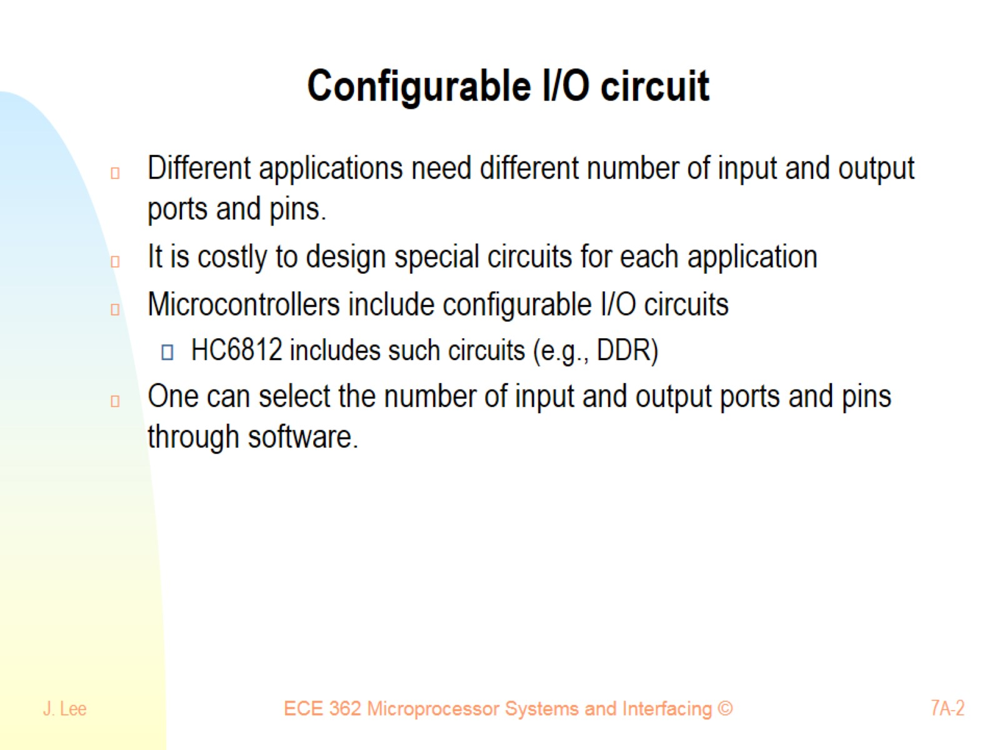 Configurable I/O circuit
Different applications need different number of input and output
ports and pins.
It is costly to design special circuits for each application
Microcontrollers include configurable I/O circuits
HC6812 includes such circuits (e.g., DDR)
One can select the number of input and output ports and pins
through software.
J. Lee
ECE 362 Microprocessor Systems and Interfacing ©
7A-2